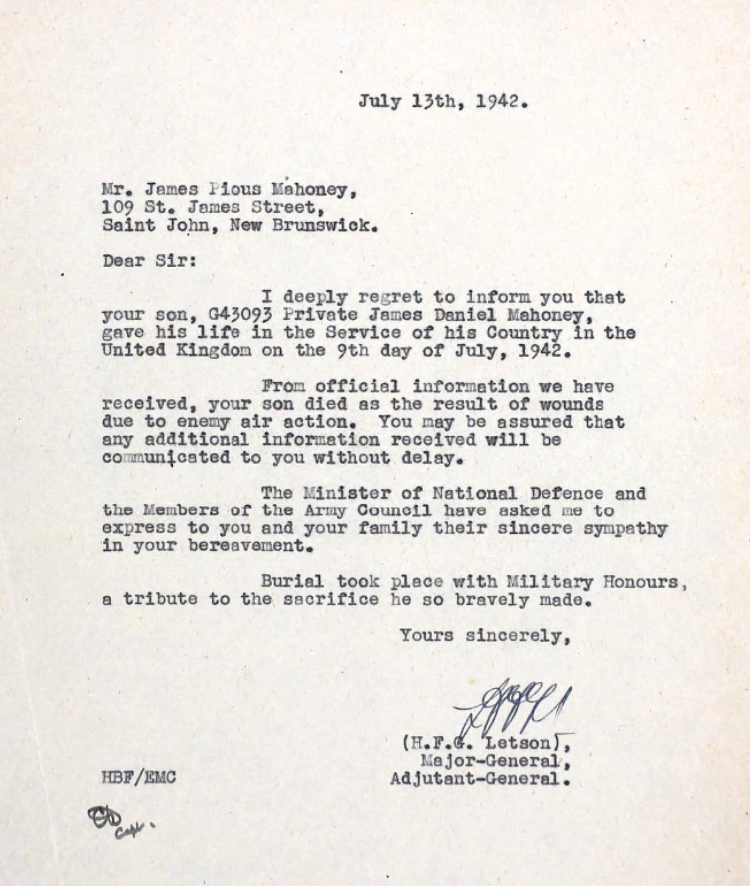 July 13th, 1942.
Mr. James Pious Mahoney,
109 St. James Street,
Saint John, New Brunswick.
Dear Sir:
I deeply regret to inform you that
your son, G43093 Private James Daniel Mahoney,
gave his life in the Service of his Country in the
United Kingdom on the 9th day of July, 1942.
From official information we have
received, your son died as the result of wounds
due to enemy air action. You may be assured that
any additional information received will be
communicated to you without delay.
The Minister of National Defence and
the Members of the Army Council have asked me to
express to you and your family their sincere sympathy
in your bereavement.
Burial took place with Military Honours,
a tribute to the sacrifice he so bravely made.
Yours sincerely,
(H.F.G. Letson),
Major-General,
Adjutant-General.
HBF/EMC